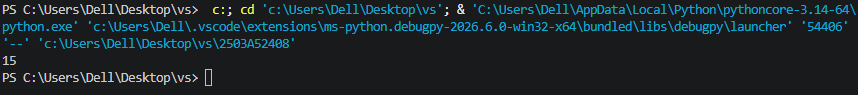 PS C:\Users\Dell\Desktop\vs>  c:; cd 'c:\Users\Dell\Desktop\vs'; & 'C:\Users\Dell\AppData\Local\Python\pythoncore-3.14-64\
python.exe' 'c:\Users\Dell\.vscode\extensions\ms-python.debugpy-2026.6.0-win32-x64\bundled\libs\debugpy\launcher' '54406'
'--' 'c:\Users\Dell\Desktop\vs\2503A52408'
15
PS C:\Users\Dell\Desktop\vs>